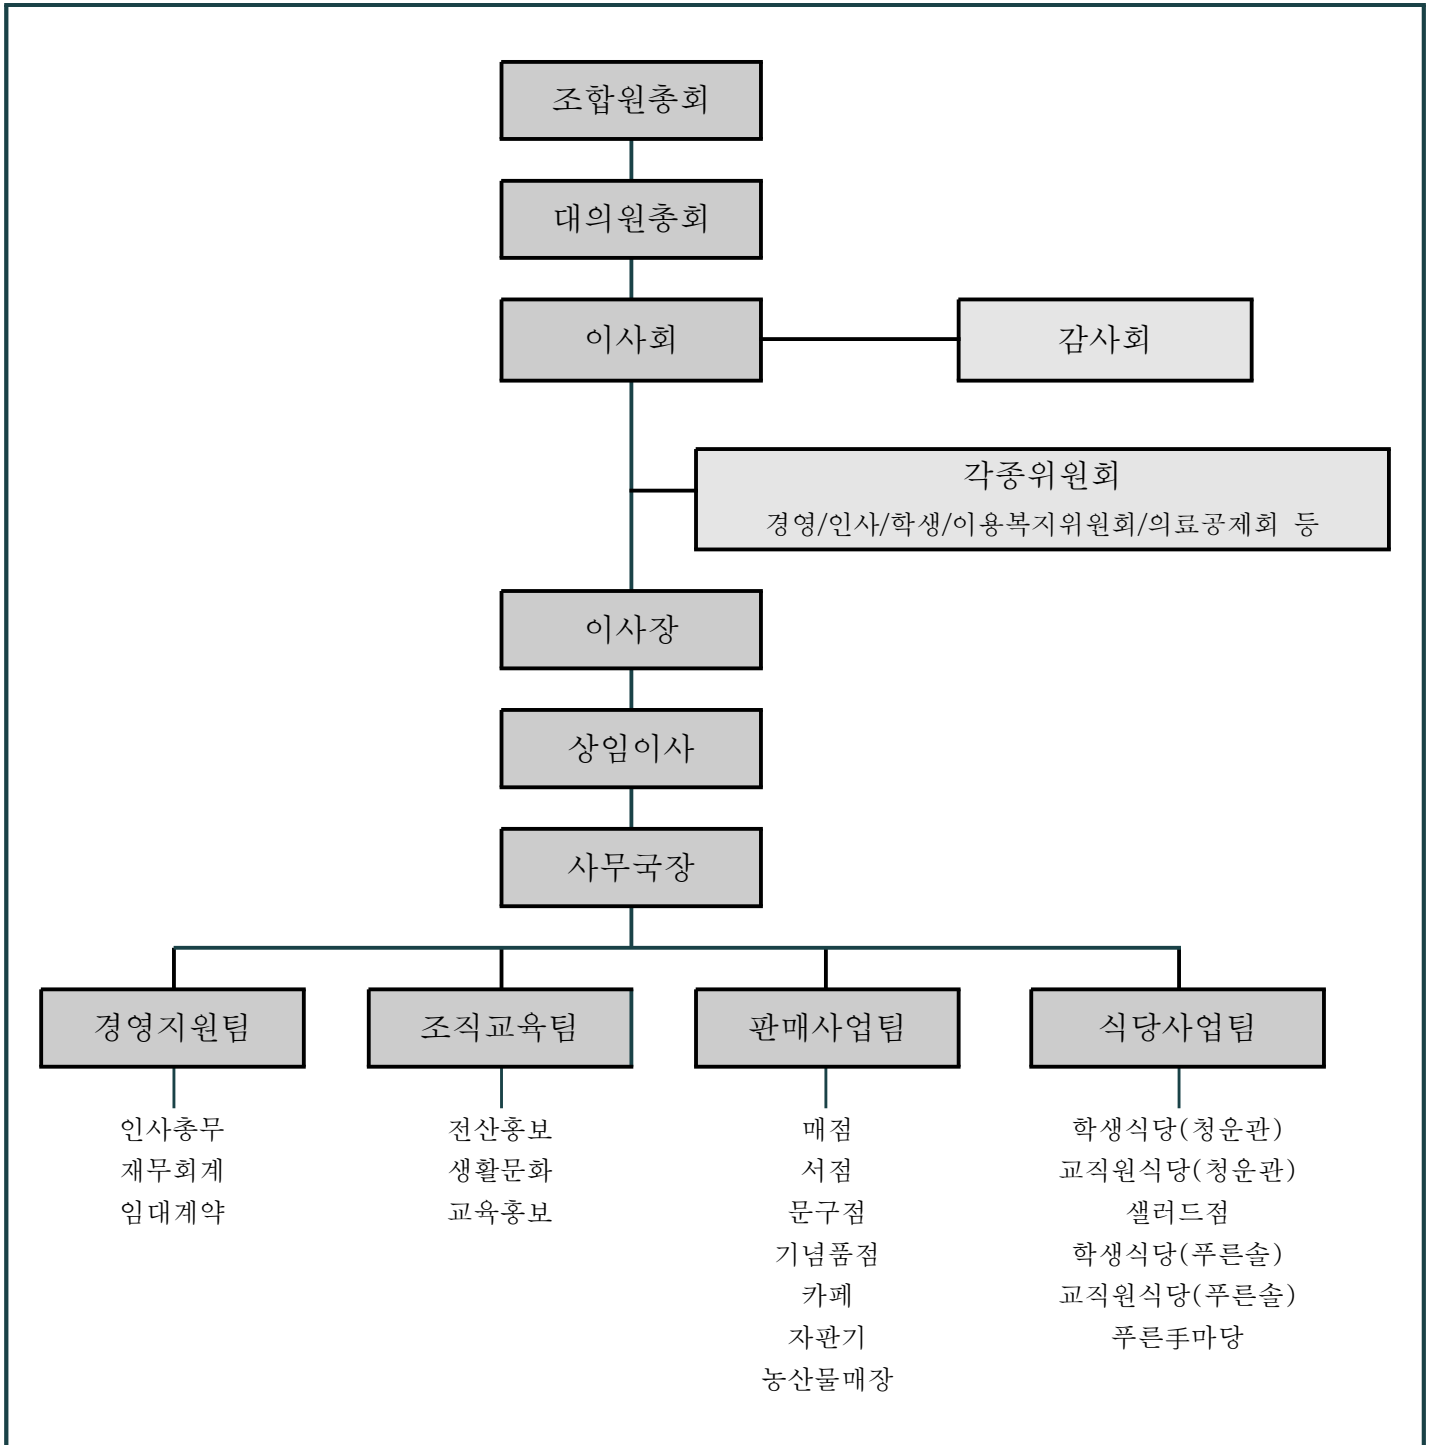 조합원총회
대의원총회
이사회
감사회
각종위원회
경영/인사/학생/이용복지위원회/의료공제회 등
이사장
상임이사
사무국장
경영지원팀
인사총무
재무회계
임대계약
조직교육팀
전산홍보
생활문화
교육홍보
판매사업팀
매점
서점
문구점
기념품점
카페
자판기
농산물매장
식당사업팀
학생식당(청운관)
교직원식당(청운관)
샐러드점
학생식당(푸른솔)
교직원식당(푸른솔)
푸른手마당